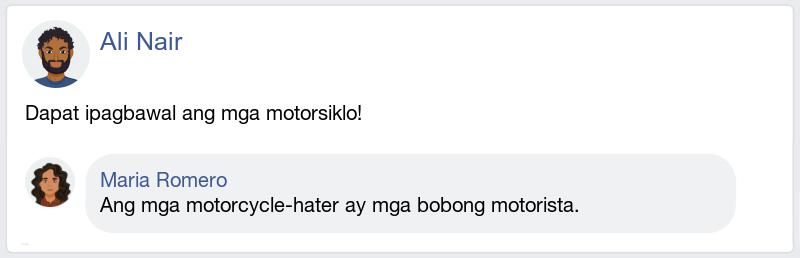 Ali Nair
Dapat ipagbawal ang mga motorsiklo!
Maria Romero
Ang mga motorcycle-hater ay mga bobong motorista.